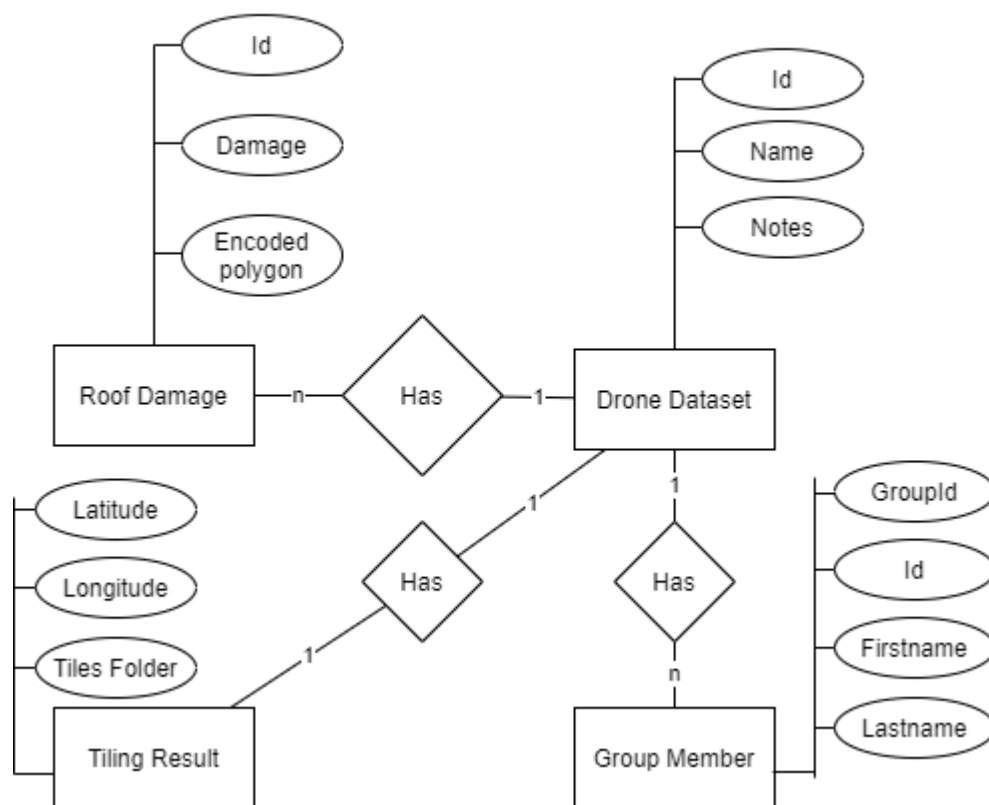 Id
Damage
Encoded
polygon
Id
Name
Notes
Roof Damage
n
Has
1
Drone Dataset
Latitude
Longitude
Tiles Folder
1
Has
1
1
Has
n
GroupId
Id
Firstname
Lastname
Tiling Result
Group Member